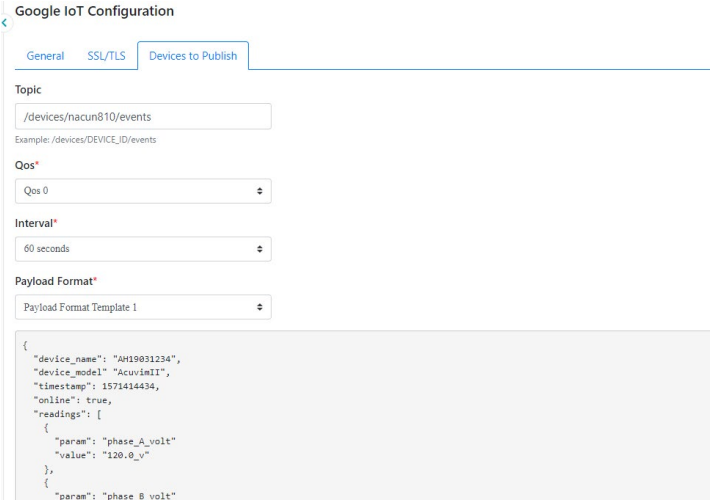 Google IoT Configuration
General SSL/TLS Devices to Publish
Topic
/devices/nacun810/events
Example: /devices/DEVICE_ID/events
Qos*
Qos 0
Interval*
60 seconds
Payload Format*
Payload Format Template 1
{
"device_name": "AH19031234",
"device_model" "AcuvimII",
"timestamp": 1571414434,
"online": true,
"readings": [
{
"param": "phase_A_volt"
"value": "120.0_v"
},
{
"param": "phase_B_volt"